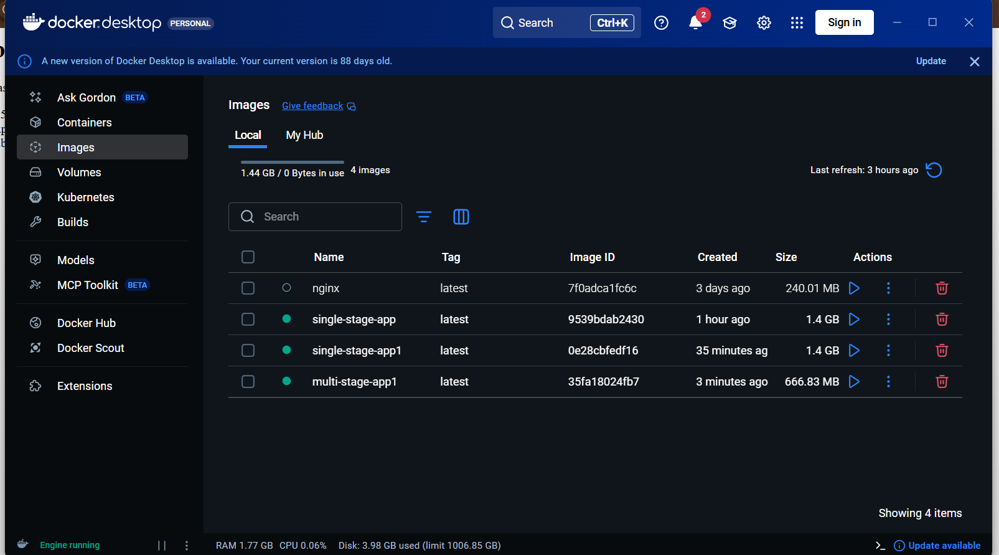 docker.desktop PERSONAL
Search Ctrl+K
2
Sign in
A new version of Docker Desktop is available. Your current version is 88 days old.
Update
Ask Gordon BETA
Containers
Images
Volumes
Kubernetes
Builds
Models
MCP Toolkit BETA
Docker Hub
Docker Scout
Extensions
Images Give feedback
Local My Hub
1.44 GB / 0 Bytes in use 4 images
Last refresh: 3 hours ago
Search
Name Tag Image ID Created Size Actions
nginx latest 7f0adca1fc6c 3 days ago 240.01 MB
single-stage-app latest 9539bdab2430 1 hour ago 1.4 GB
single-stage-app1 latest 0e28cbfedf16 35 minutes ag 1.4 GB
multi-stage-app1 latest 35fa18024fb7 3 minutes ago 666.83 MB
Showing 4 items
Engine running
RAM 1.77 GB CPU 0.06% Disk: 3.98 GB used (limit 1006.85 GB)
Update available